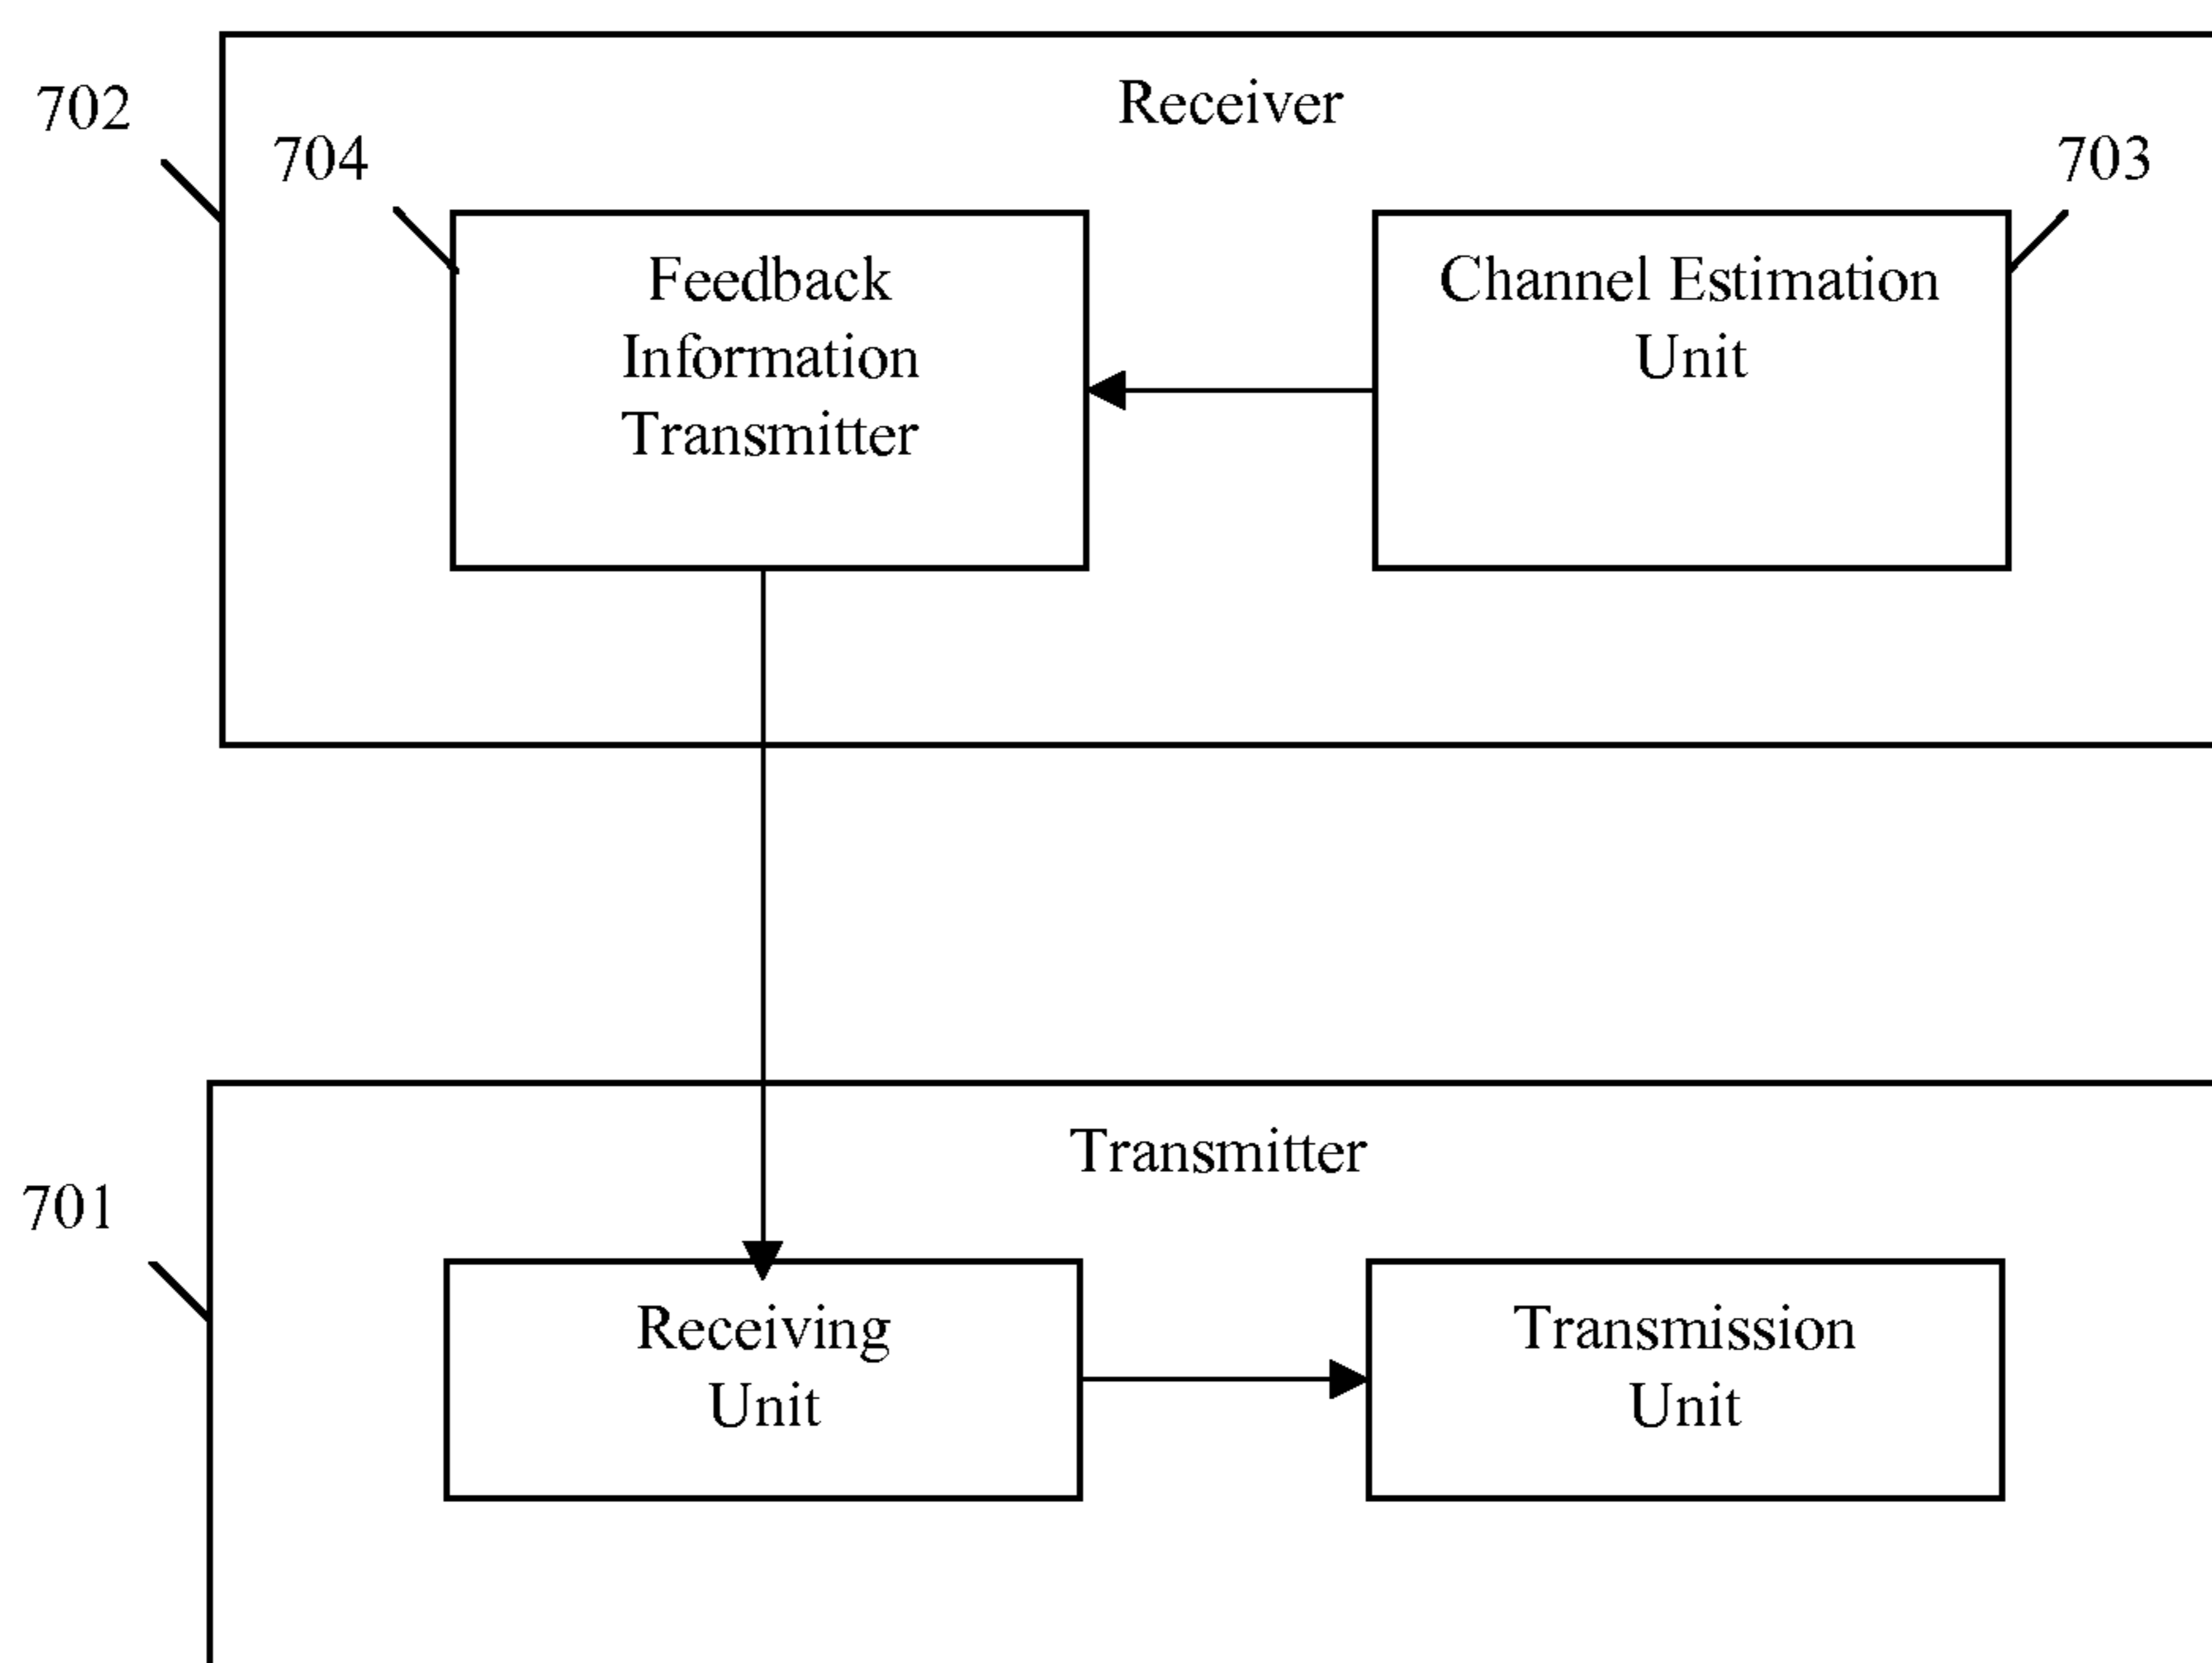 Receiver
702
704
703
Feedback
Information
Transmitter
Channel Estimation
Unit
Transmitter
701
Receiving
Unit
Transmission
Unit